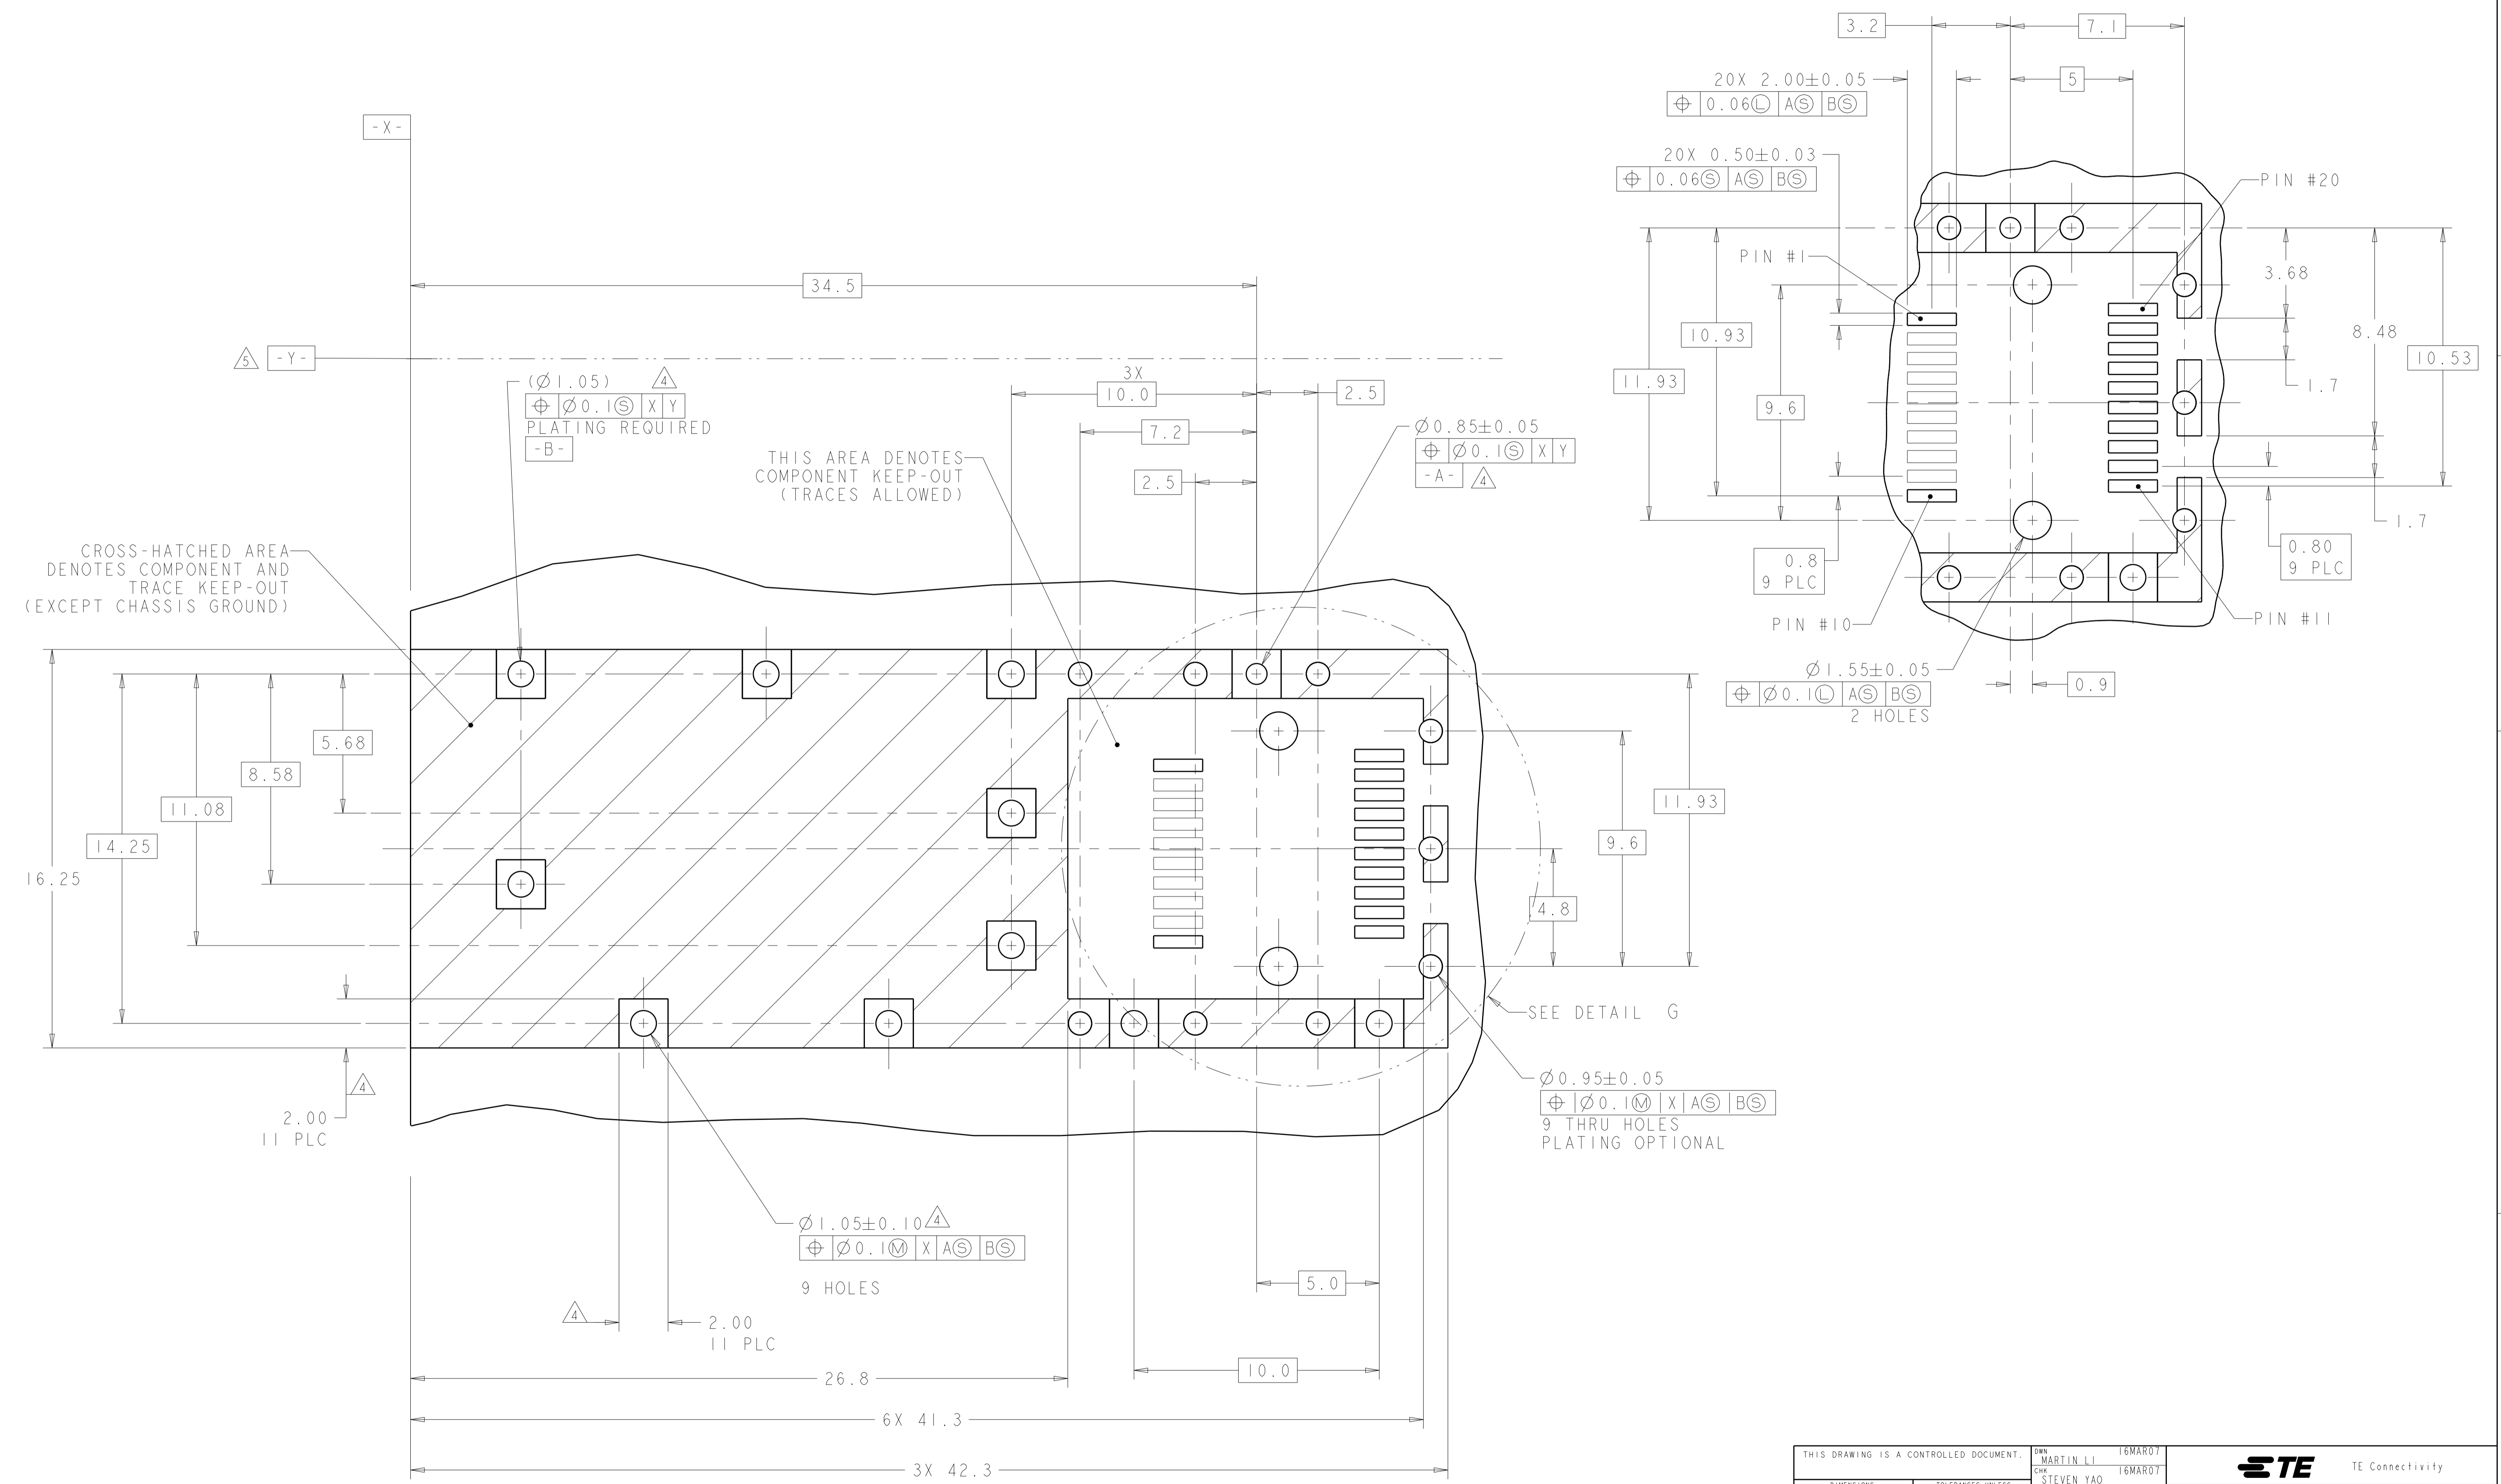 3.2
7.1
20X 2.00±0.05
5
⌖ 0.06Ⓛ AⓈ BⓈ
-X-
20X 0.50±0.03
⌖ 0.06Ⓢ AⓈ BⓈ
PIN #20
PIN #1
3.68
34.5
10.93
8.48
5 -Y-
10.53
11.93
1.7
(Ø1.05) 4
⌖ Ø0.1Ⓢ X Y
PLATING REQUIRED
-B-
3X
10.0
2.5
9.6
7.2
Ø0.85±0.05
⌖ Ø0.1Ⓢ X Y
-A- 4
THIS AREA DENOTES
COMPONENT KEEP-OUT
(TRACES ALLOWED)
2.5
1.7
CROSS-HATCHED AREA
DENOTES COMPONENT AND
TRACE KEEP-OUT
(EXCEPT CHASSIS GROUND)
0.8
9 PLC
0.80
9 PLC
PIN #10
PIN #11
Ø1.55±0.05
⌖ Ø0.1Ⓛ AⓈ BⓈ
2 HOLES
0.9
5.68
8.58
11.08
14.25
16.25
11.93
9.6
4.8
SEE DETAIL G
4
2.00
11 PLC
Ø0.95±0.05
⌖ Ø0.1Ⓜ X AⓈ BⓈ
9 THRU HOLES
PLATING OPTIONAL
Ø1.05±0.10 4
⌖ Ø0.1Ⓜ X AⓈ BⓈ
9 HOLES
5.0
4
2.00
11 PLC
10.0
26.8
6X 41.3
3X 42.3
THIS DRAWING IS A CONTROLLED DOCUMENT.
DWN 16MAR07
MARTIN LI
CHK 16MAR07
STEVEN YAO
TE
TE Connectivity